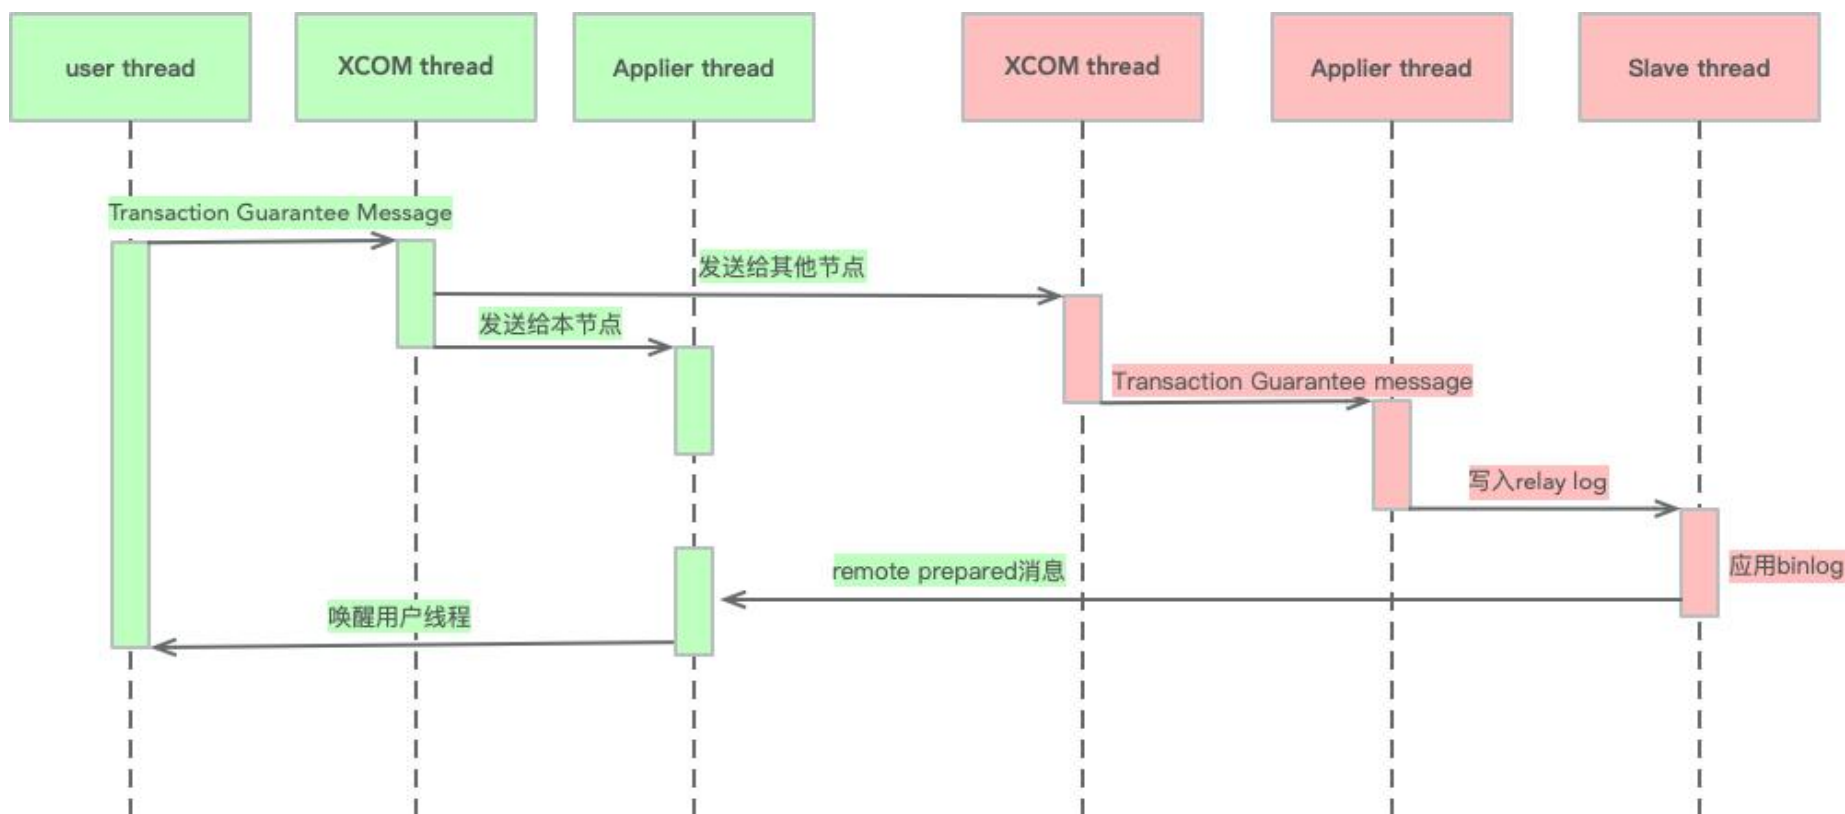 user thread
XCOM thread
Applier thread
XCOM thread
Applier thread
Slave thread
Transaction Guarantee Message
发送给其他节点
发送给本节点
Transaction Guarantee message
写入relay log
应用binlog
remote prepared消息
唤醒用户线程